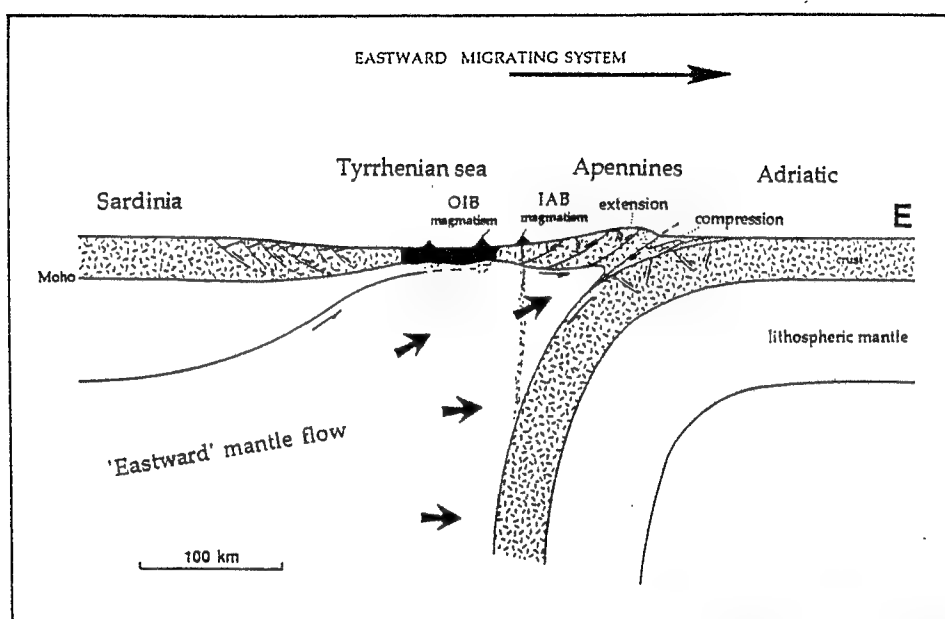 EASTWARD MIGRATING SYSTEM
Tyrrhenian sea
Apennines
Adriatic
Sardinia
OIB
magmatism
IAB
magmatism
extension
compression
E
Moho
crust
lithospheric mantle
'Eastward' mantle flow
100 km